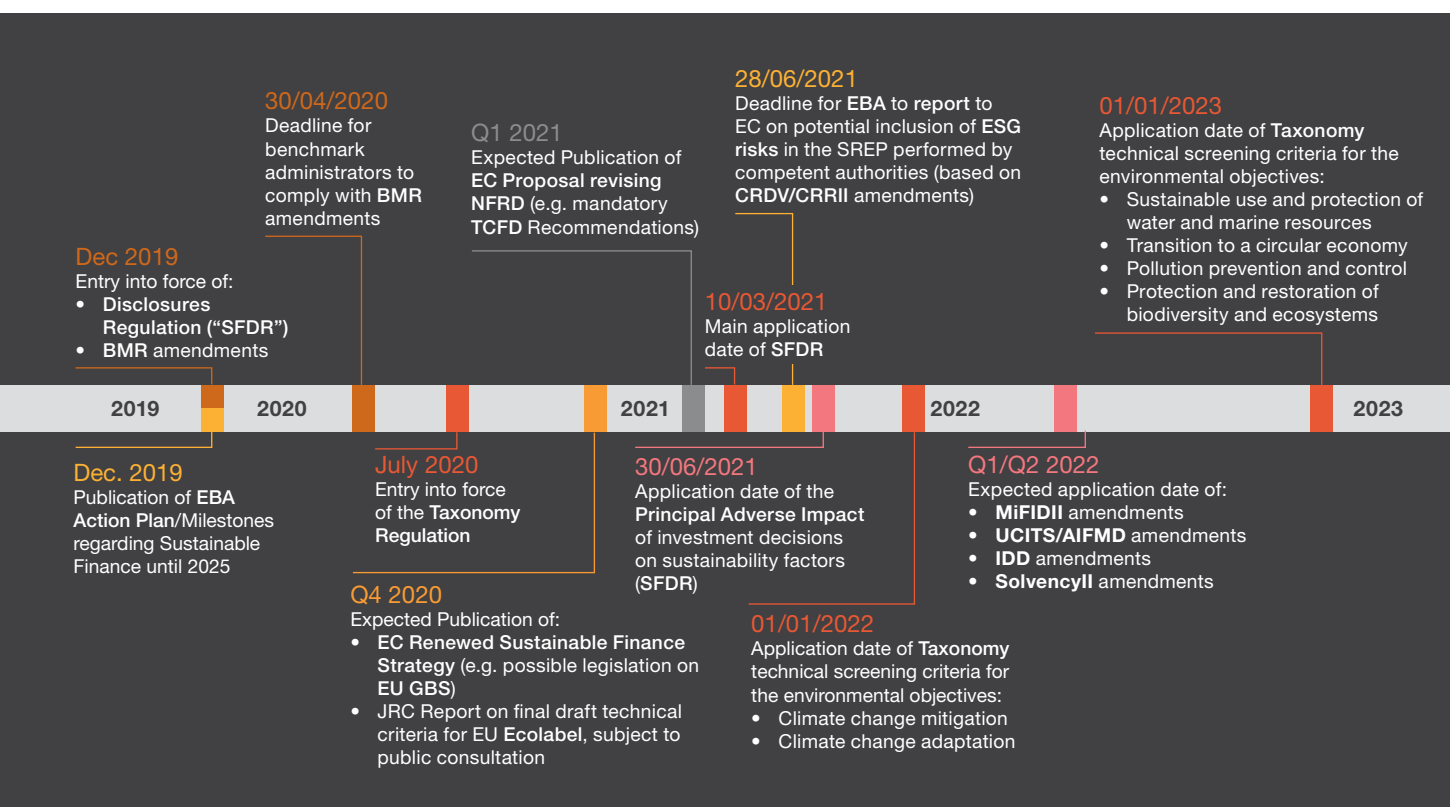 30/04/2020
Deadline for
benchmark
administrators to
comply with BMR
amendments
Q1 2021
Expected Publication of
EC Proposal revising
NFRD (e.g. mandatory
TCFD Recommendations)
28/06/2021
Deadline for EBA to report to
EC on potential inclusion of ESG
risks in the SREP performed by
competent authorities (based on
CRDV/CRRII amendments)
01/01/2023
Application date of Taxonomy
technical screening criteria for the
environmental objectives:
• Sustainable use and protection of
water and marine resources
• Transition to a circular economy
• Pollution prevention and control
• Protection and restoration of
biodiversity and ecosystems
Dec 2019
Entry into force of:
• Disclosures
Regulation (“SFDR”)
• BMR amendments
10/03/2021
Main application
date of SFDR
2019
2020
2021
2022
2023
Dec. 2019
Publication of EBA
Action Plan/Milestones
regarding Sustainable
Finance until 2025
July 2020
Entry into force
of the Taxonomy
Regulation
30/06/2021
Application date of the
Principal Adverse Impact
of investment decisions
on sustainability factors
(SFDR)
Q1/Q2 2022
Expected application date of:
• MiFIDII amendments
• UCITS/AIFMD amendments
• IDD amendments
• SolvencyII amendments
Q4 2020
Expected Publication of:
• EC Renewed Sustainable Finance
Strategy (e.g. possible legislation on
EU GBS)
• JRC Report on final draft technical
criteria for EU Ecolabel, subject to
public consultation
01/01/2022
Application date of Taxonomy
technical screening criteria for
the environmental objectives:
• Climate change mitigation
• Climate change adaptation